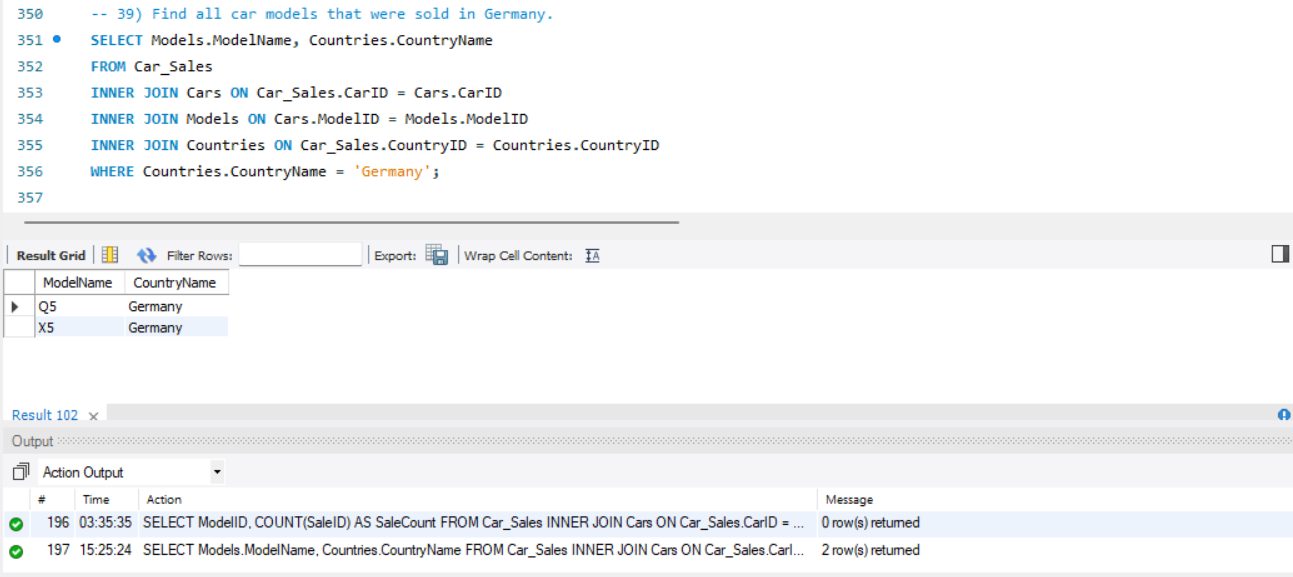 350 -- 39) Find all car models that were sold in Germany.
351 SELECT Models.ModelName, Countries.CountryName
352 FROM Car_Sales
353 INNER JOIN Cars ON Car_Sales.CarID = Cars.CarID
354 INNER JOIN Models ON Cars.ModelID = Models.ModelID
355 INNER JOIN Countries ON Car_Sales.CountryID = Countries.CountryID
356 WHERE Countries.CountryName = 'Germany';
357
Result Grid Filter Rows: Export: Wrap Cell Content: IA
ModelName CountryName
Q5 Germany
X5 Germany
Result 102 ×
Output
Action Output
# Time Action Message
196 03:35:35 SELECT ModelID, COUNT(SaleID) AS SaleCount FROM Car_Sales INNER JOIN Cars ON Car_Sales.CarID = ... 0 row(s) returned
197 15:25:24 SELECT Models.ModelName, Countries.CountryName FROM Car_Sales INNER JOIN Cars ON Car_Sales.CarI... 2 row(s) returned